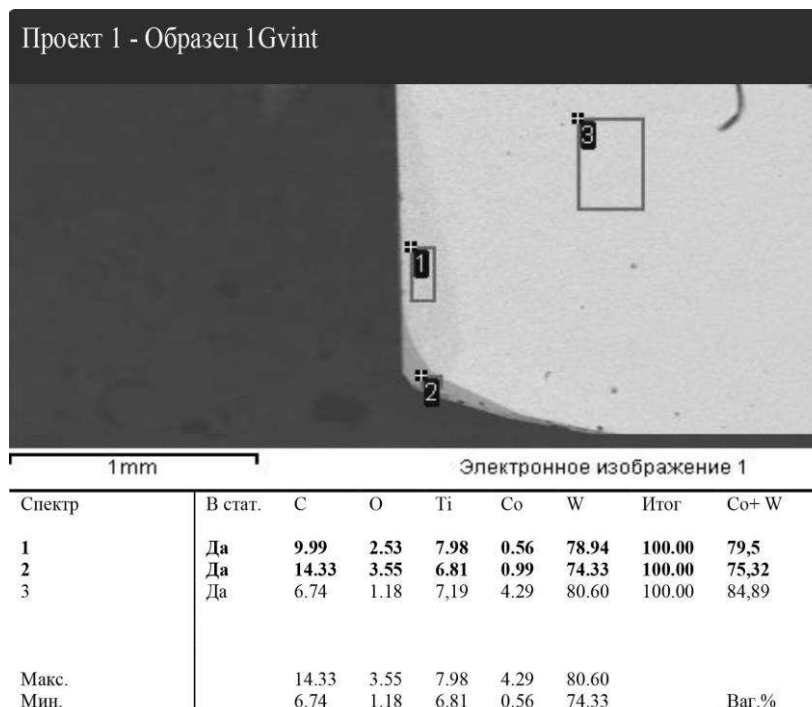 Проект 1 - Образец 1Gvint
3
1
2
1mm Электронное изображение 1
Спектр В стат. C O Ti Co W Итог Co+ W
1 Да 9.99 2.53 7.98 0.56 78.94 100.00 79,5
2 Да 14.33 3.55 6.81 0.99 74.33 100.00 75,32
3 Да 6.74 1.18 7,19 4.29 80.60 100.00 84,89
Макс. 14.33 3.55 7.98 4.29 80.60
Мин. 6.74 1.18 6.81 0.56 74.33 Ваг.%